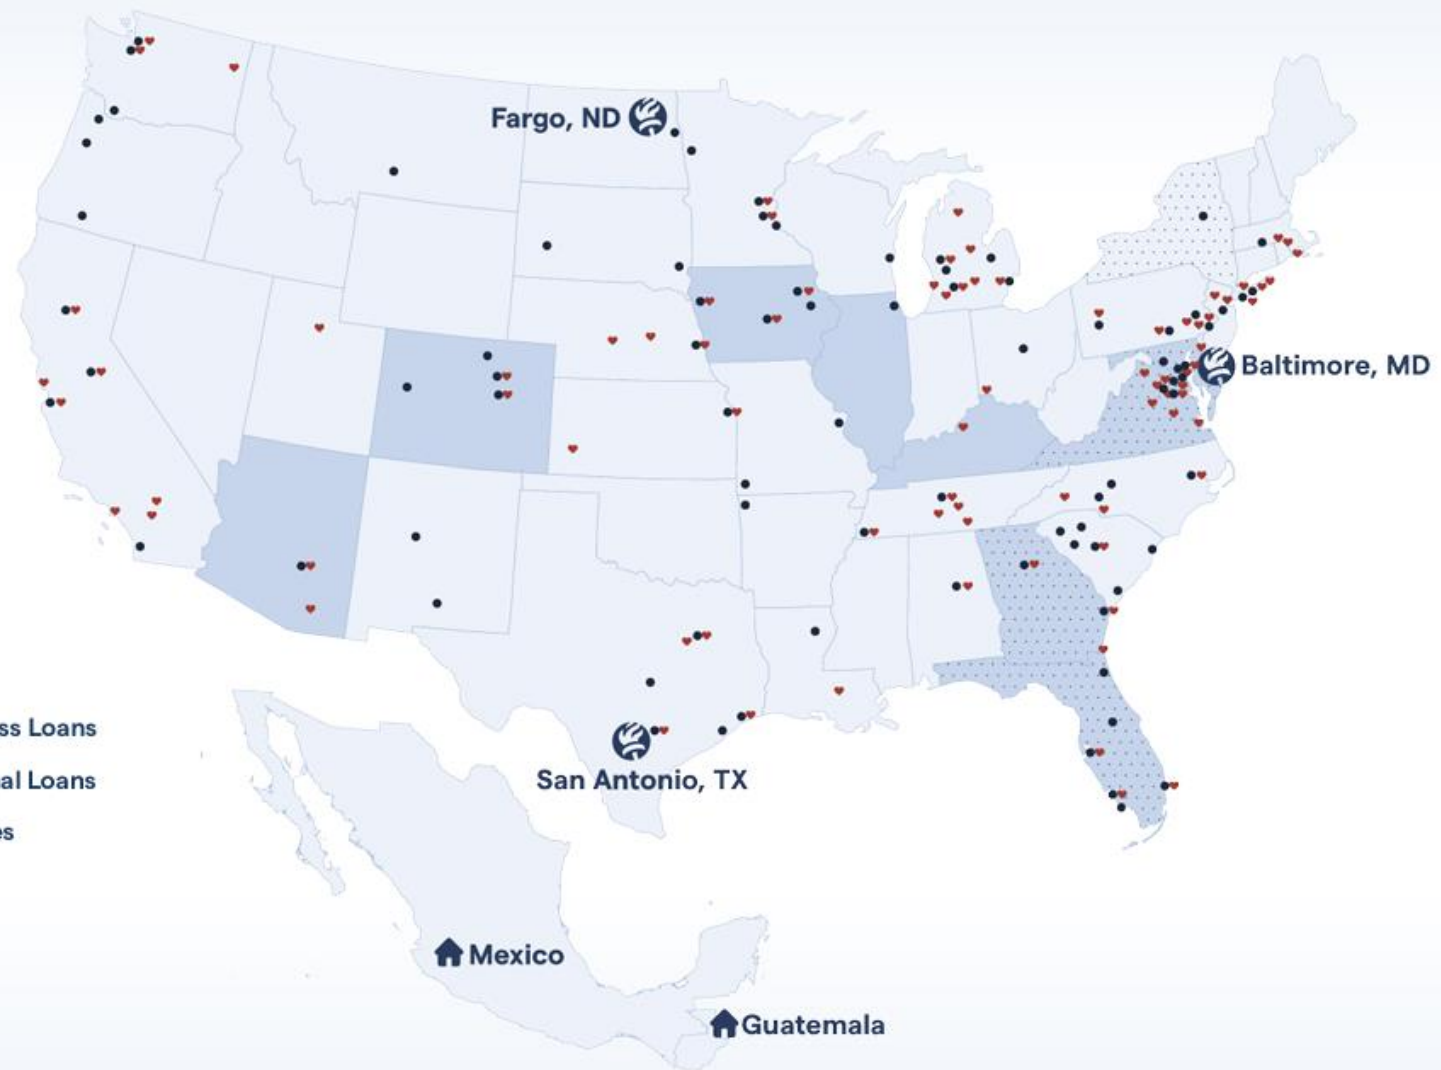 Fargo, ND
Baltimore, MD
ss Loans
San Antonio, TX
al Loans
es
Mexico
Guatemala